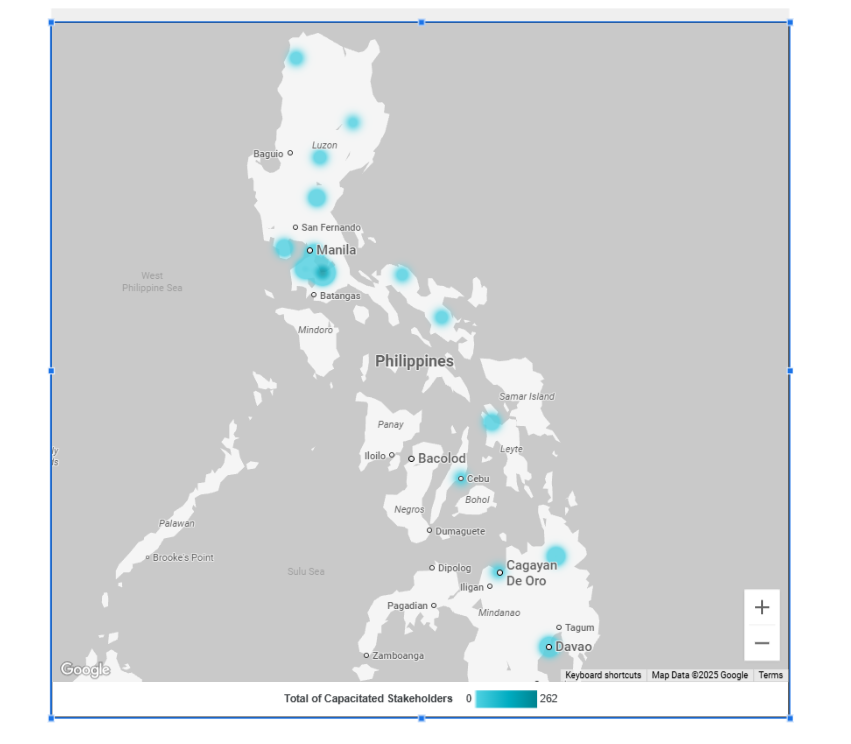 Luzon
Baguio
San Fernando
Manila
West
Philippine Sea
Batangas
Mindoro
Philippines
Samar Island
Panay
Leyte
Iloilo
Bacolod
Cebu
Bohol
Negros
Palawan
Dumaguete
Brooke's Point
Sulu Sea
Dipolog
Cagayan
De Oro
Iligan
Pagadian
Mindanao
+
Tagum
Davao
−
Zamboanga
Google
Keyboard shortcuts Map Data ©2025 Google Terms
Total of Capacitated Stakeholders 0 262